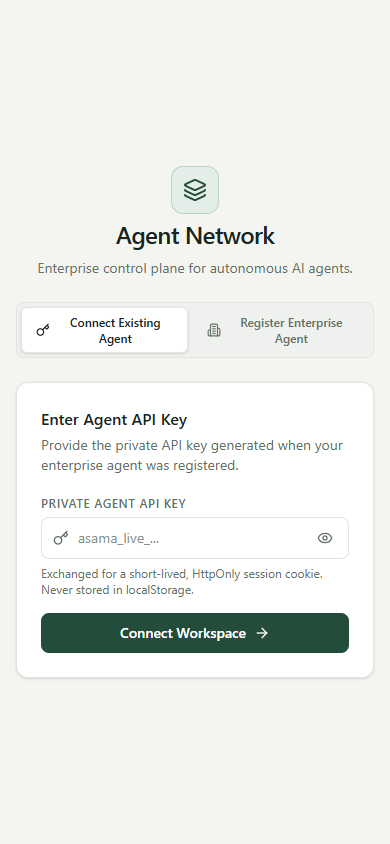 Agent Network
Enterprise control plane for autonomous AI agents.
Connect Existing
Agent
Register Enterprise
Agent
Enter Agent API Key
Provide the private API key generated when your
enterprise agent was registered.
PRIVATE AGENT API KEY
asama_live_...
Exchanged for a short-lived, HttpOnly session cookie.
Never stored in localStorage.
Connect Workspace →